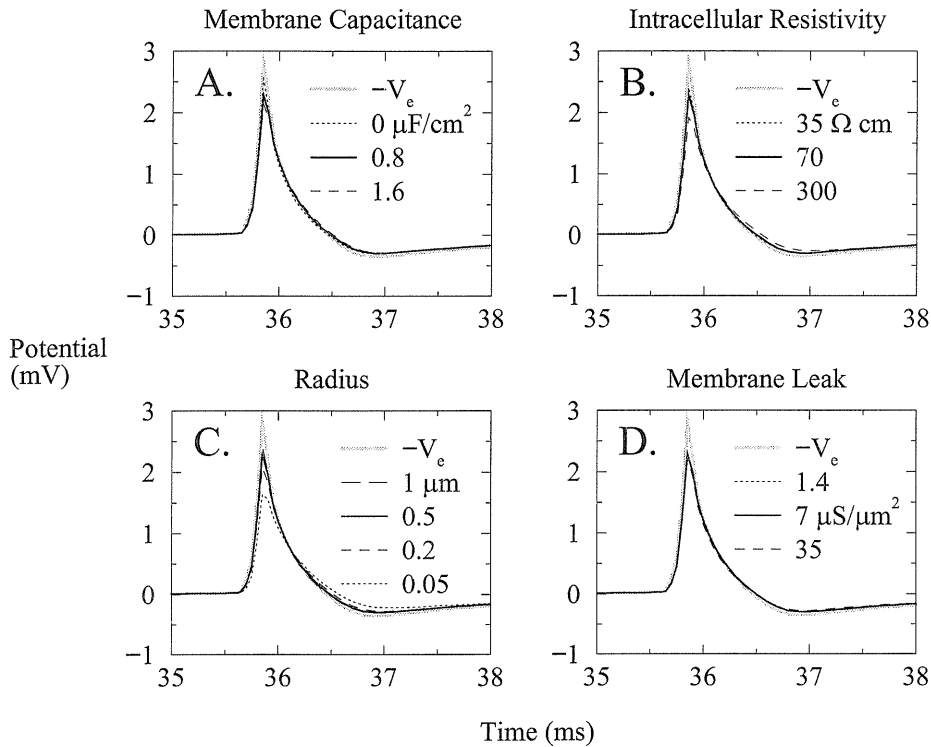 Membrane Capacitance
3
2
1
0
−1
A.
−Vₑ
0 μF/cm²
0.8
1.6
35 36 37 38
Intracellular Resistivity
3
2
1
0
−1
B.
−Vₑ
35 Ω cm
70
300
35 36 37 38
Potential
(mV)
Radius
3
2
1
0
−1
C.
−Vₑ
1 μm
0.5
0.2
0.05
35 36 37 38
Membrane Leak
3
2
1
0
−1
D.
−Vₑ
1.4
7 μS/μm²
35
35 36 37 38
Time (ms)